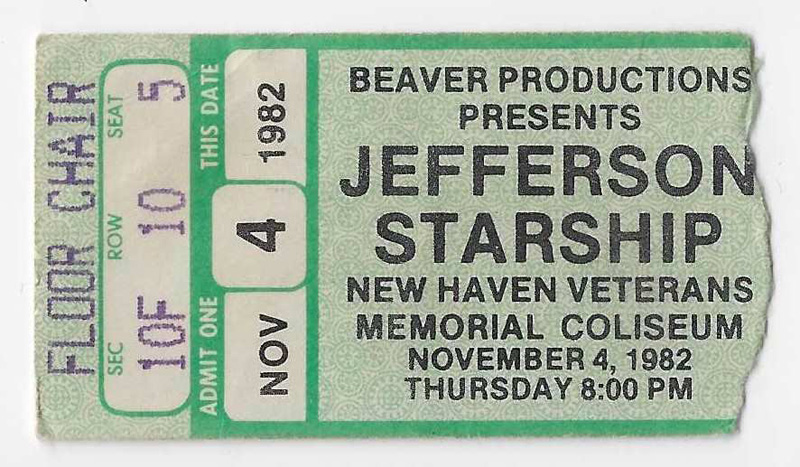 FLOOR CHAIR
SEC ROW SEAT
10F 10 5
ADMIT ONE THIS DATE
NOV 4 1982
BEAVER PRODUCTIONS
PRESENTS
JEFFERSON
STARSHIP
NEW HAVEN VETERANS
MEMORIAL COLISEUM
NOVEMBER 4, 1982
THURSDAY 8:00 PM